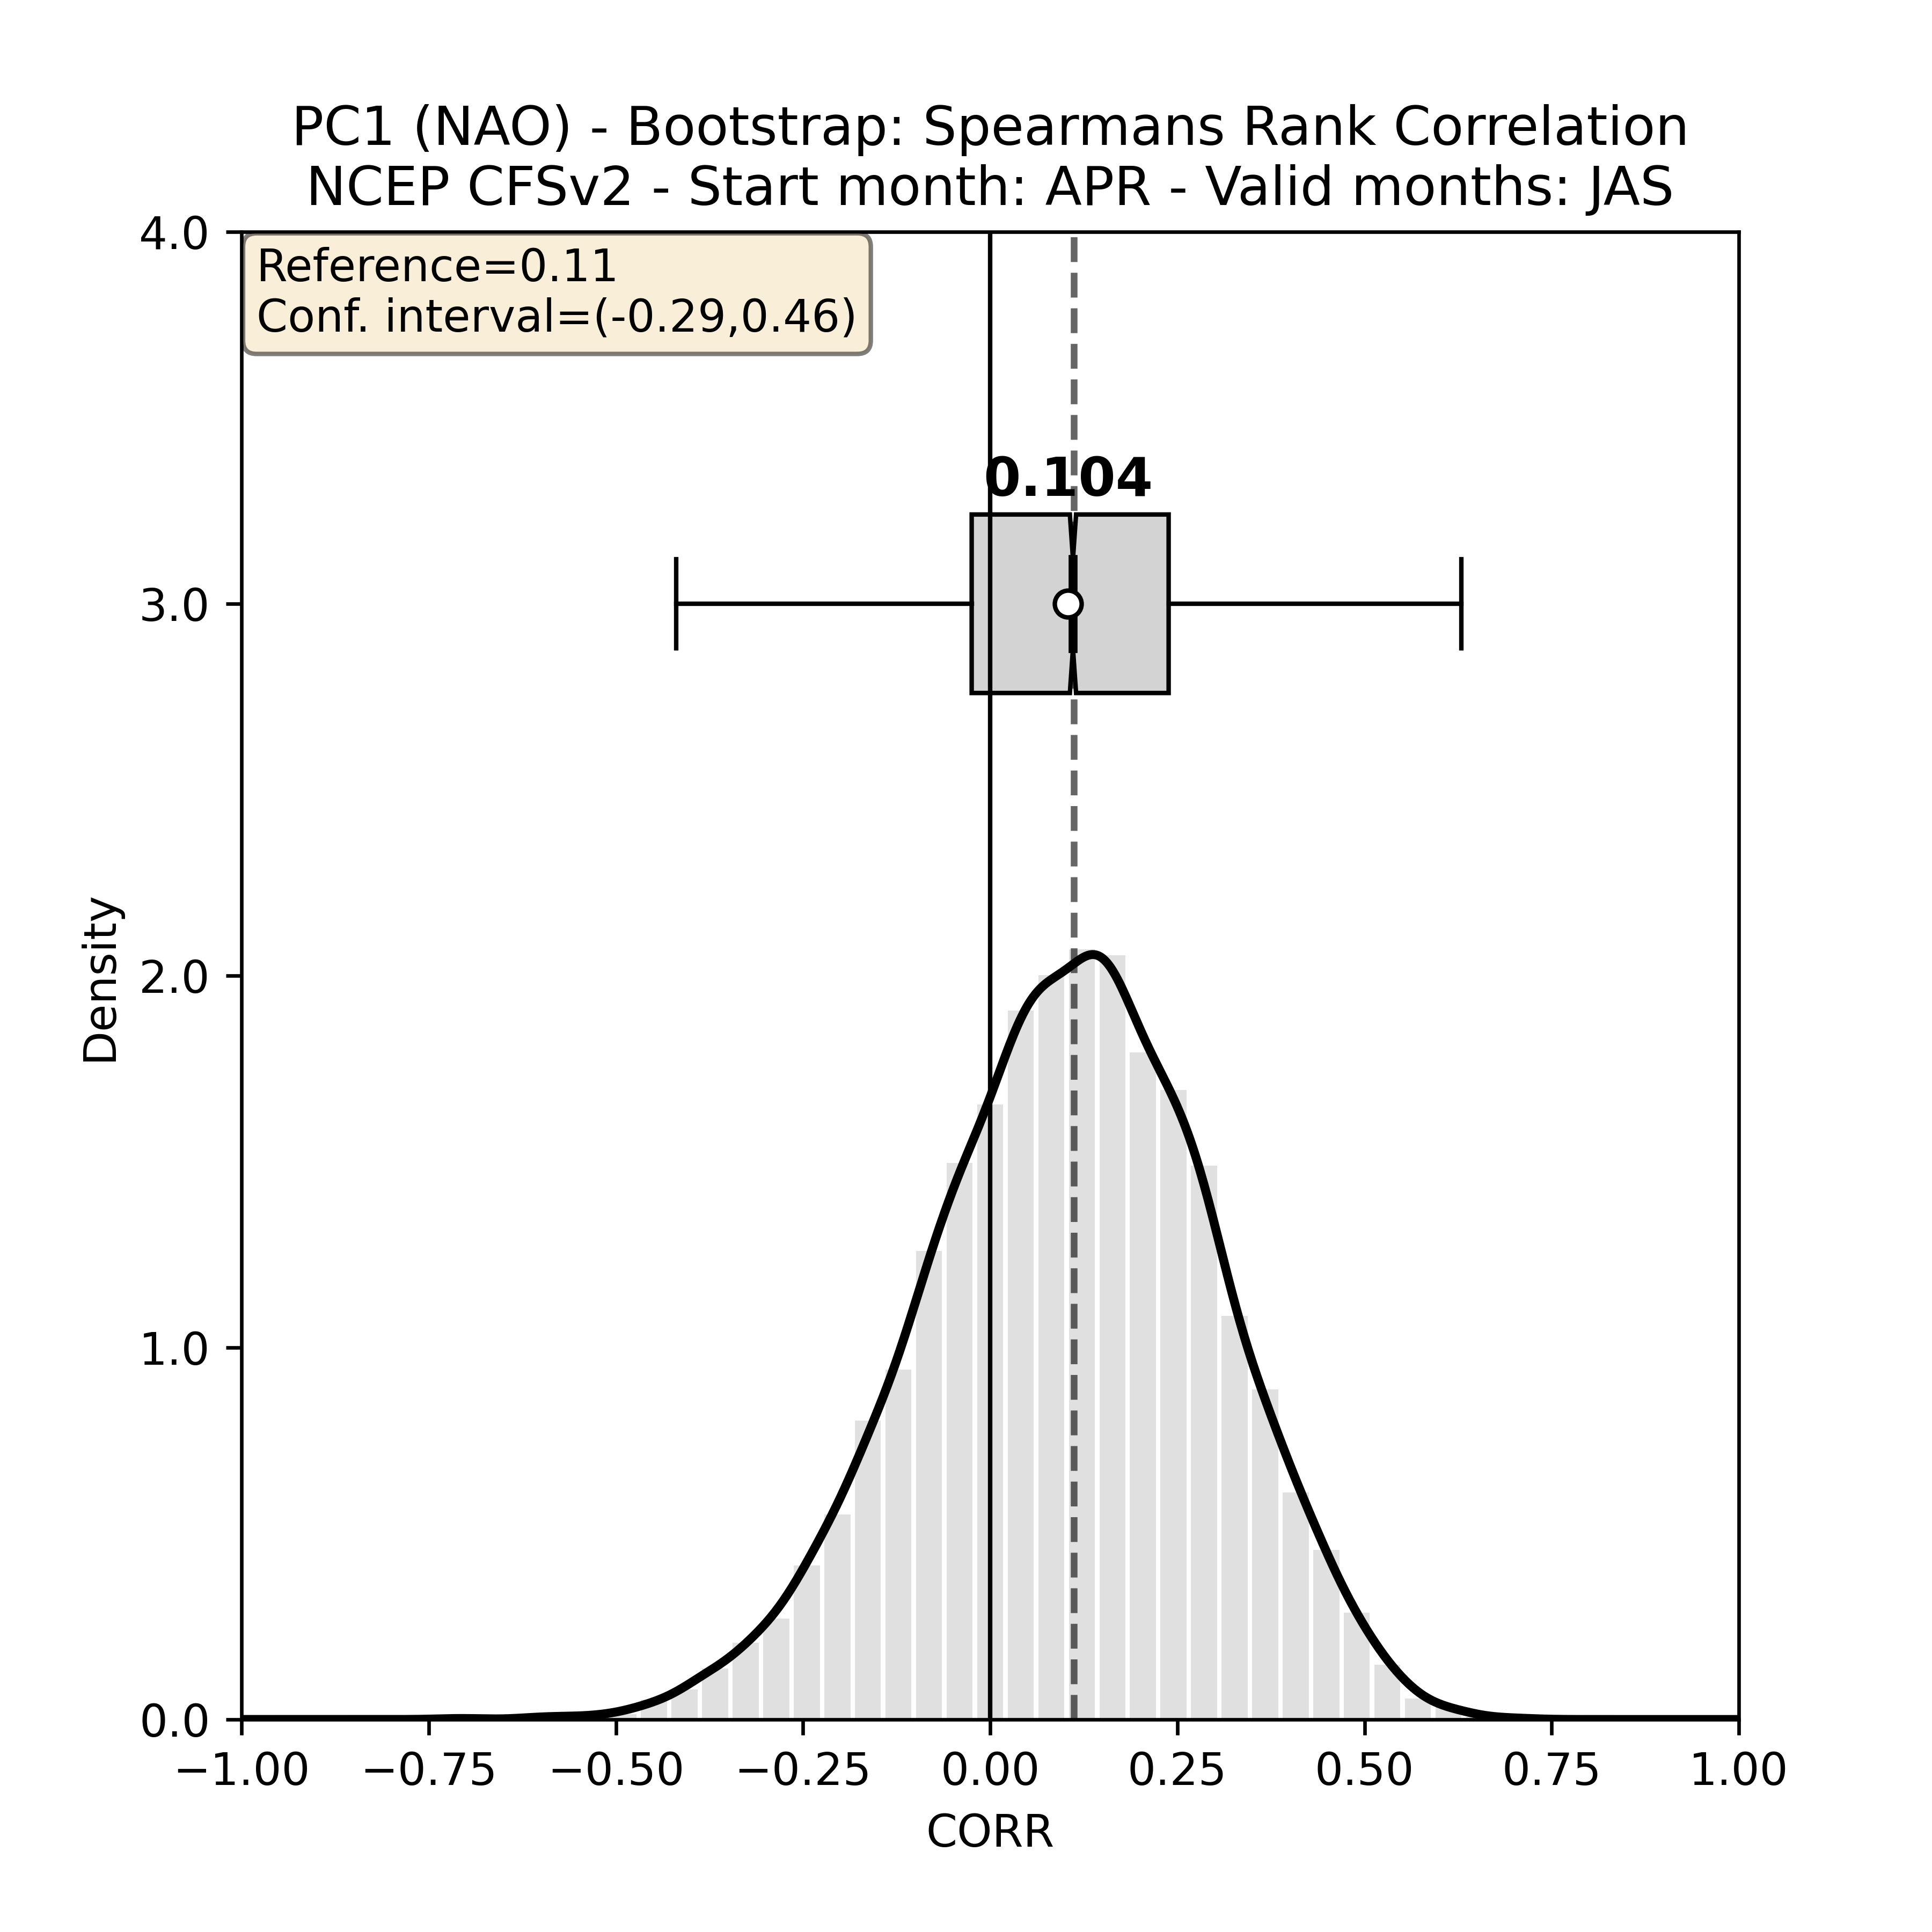 PC1 (NAO) - Bootstrap: Spearmans Rank Correlation
NCEP CFSv2 - Start month: APR - Valid months: JAS
4.0
Reference=0.11
Conf. interval=(-0.29,0.46)
0.104
3.0
Density
2.0
1.0
0.0
−1.00 −0.75 −0.50 −0.25 0.00 0.25 0.50 0.75 1.00
CORR